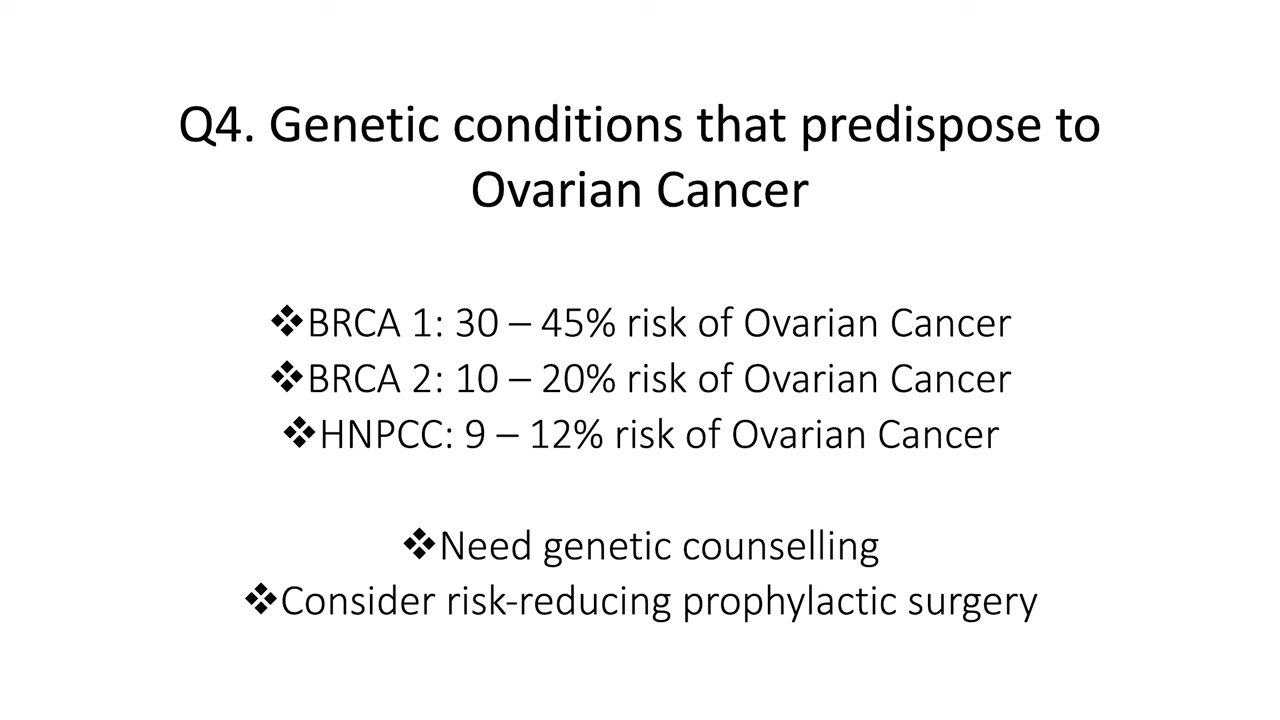 Q4. Genetic conditions that predispose to
Ovarian Cancer
❖BRCA 1: 30 – 45% risk of Ovarian Cancer
❖BRCA 2: 10 – 20% risk of Ovarian Cancer
❖HNPCC: 9 – 12% risk of Ovarian Cancer
❖Need genetic counselling
❖Consider risk-reducing prophylactic surgery